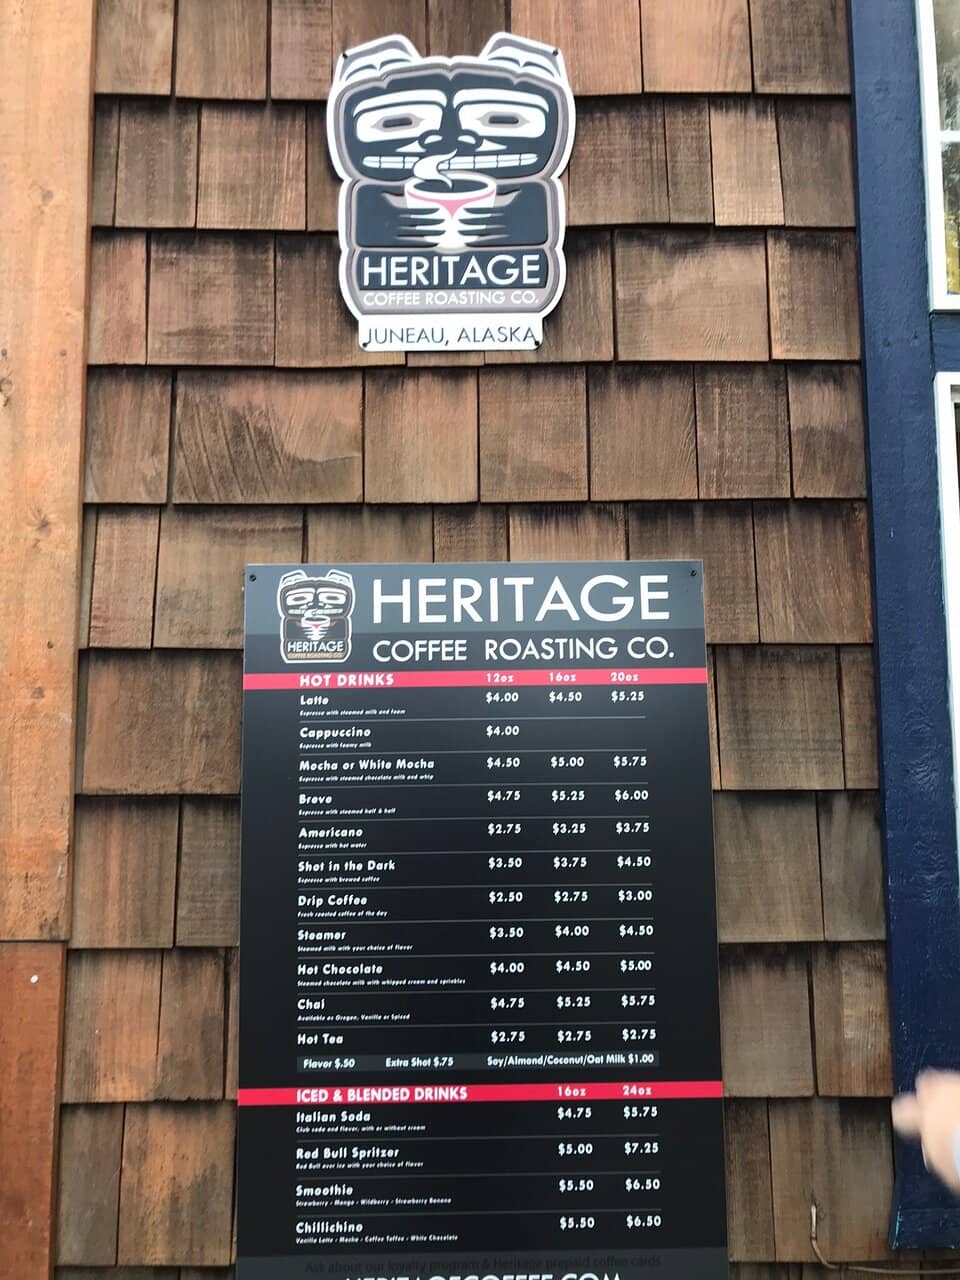 HERITAGE
COFFEE ROASTING CO.
JUNEAU, ALASKA
HERITAGE
COFFEE ROASTING CO.
HERITAGE
COFFEE ROASTING CO.
HOT DRINKS 12oz 16oz 20oz
Latte $4.00 $4.50 $5.25
Espresso with steamed milk and foam
Cappuccino $4.00
Espresso with foamy milk
Mocha or White Mocha $4.50 $5.00 $5.75
Espresso with steamed chocolate milk and whip
Breve $4.75 $5.25 $6.00
Espresso with steamed half & half
Americano $2.75 $3.25 $3.75
Espresso with hot water
Shot in the Dark $3.50 $3.75 $4.50
Espresso with brewed coffee
Drip Coffee $2.50 $2.75 $3.00
Fresh roasted coffee of the day
Steamer $3.50 $4.00 $4.50
Steamed milk with your choice of flavor
Hot Chocolate $4.00 $4.50 $5.00
Steamed chocolate milk with whipped cream and sprinkles
Chai $4.75 $5.25 $5.75
Available as Oregon, Vanilla or Spiced
Hot Tea $2.75 $2.75 $2.75
Flavor $.50 Extra Shot $.75 Soy/Almond/Coconut/Oat Milk $1.00
ICED & BLENDED DRINKS 16oz 24oz
Italian Soda $4.75 $5.75
Club soda and flavor, with or without cream
Red Bull Spritzer $5.00 $7.25
Red Bull over ice with your choice of flavor
Smoothie $5.50 $6.50
Strawberry - Mango - Wildberry - Strawberry Banana
Chillichino $5.50 $6.50
Vanilla Latte - Mocha - Coffee Toffee - White Chocolate
Ask about our loyalty program & Heritage prepaid coffee cards
HERITAGECOFFEE.COM